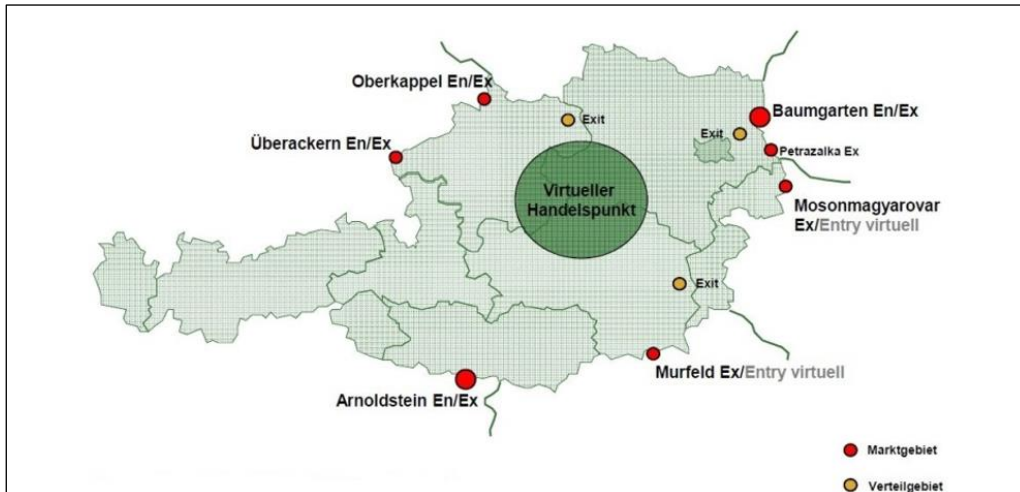 Oberkappel En/Ex
Exit
Baumgarten En/Ex
Exit
Überackern En/Ex
Petrazalka Ex
Virtueller
Handelspunkt
Mosonmagyarovar
Ex/Entry virtuell
Exit
Murfeld Ex/Entry virtuell
Arnoldstein En/Ex
Marktgebiet
Verteilgebiet